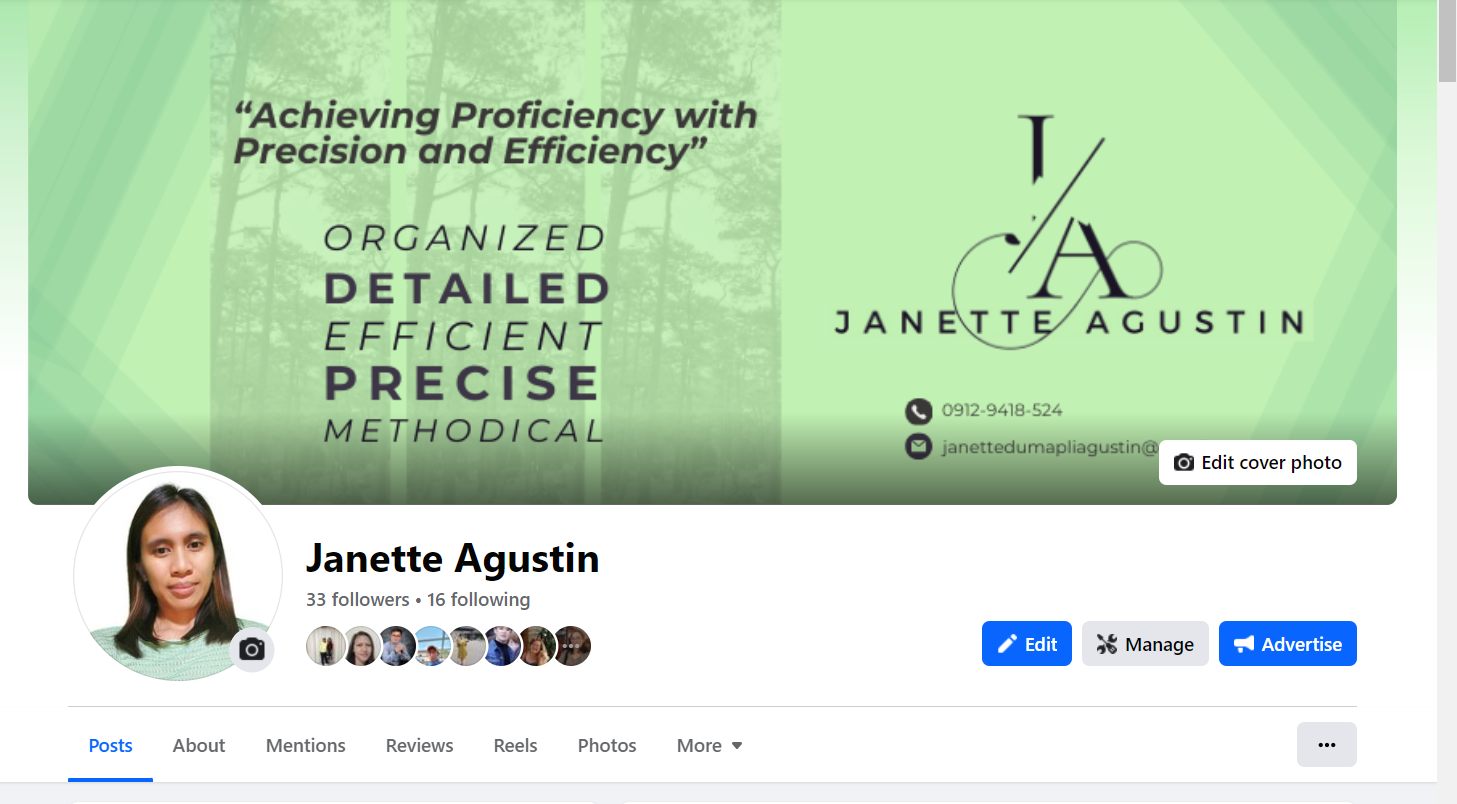 “Achieving Proficiency with
Precision and Efficiency”
ORGANIZED
DETAILED
EFFICIENT
PRECISE
METHODICAL
J/A
JANETTE AGUSTIN
0912-9418-524
janettedumapliagustin@
Edit cover photo
Janette Agustin
33 followers • 16 following
Edit
Manage
Advertise
Posts
About
Mentions
Reviews
Reels
Photos
More